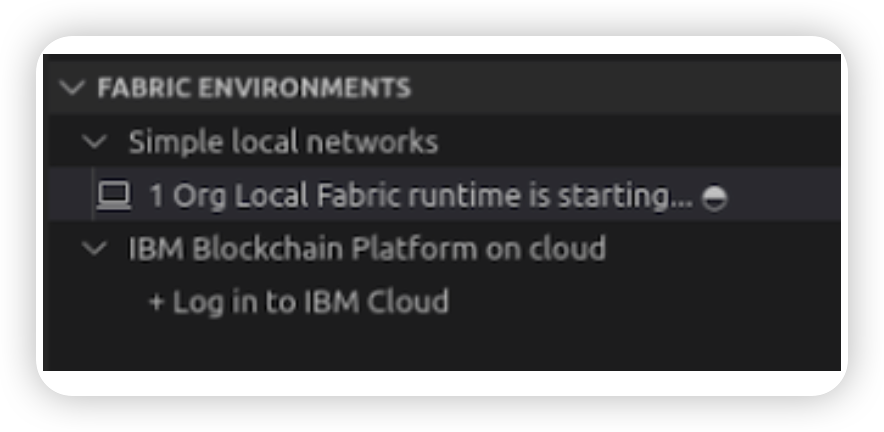 FABRIC ENVIRONMENTS
Simple local networks
1 Org Local Fabric runtime is starting...
IBM Blockchain Platform on cloud
+ Log in to IBM Cloud